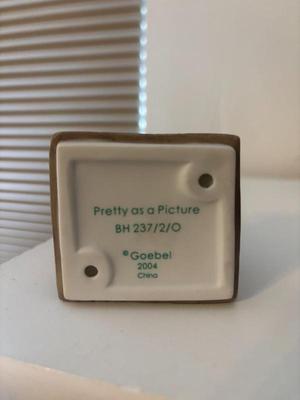 Pretty as a Picture
BH 237/2/O
©Goebel
2004
China